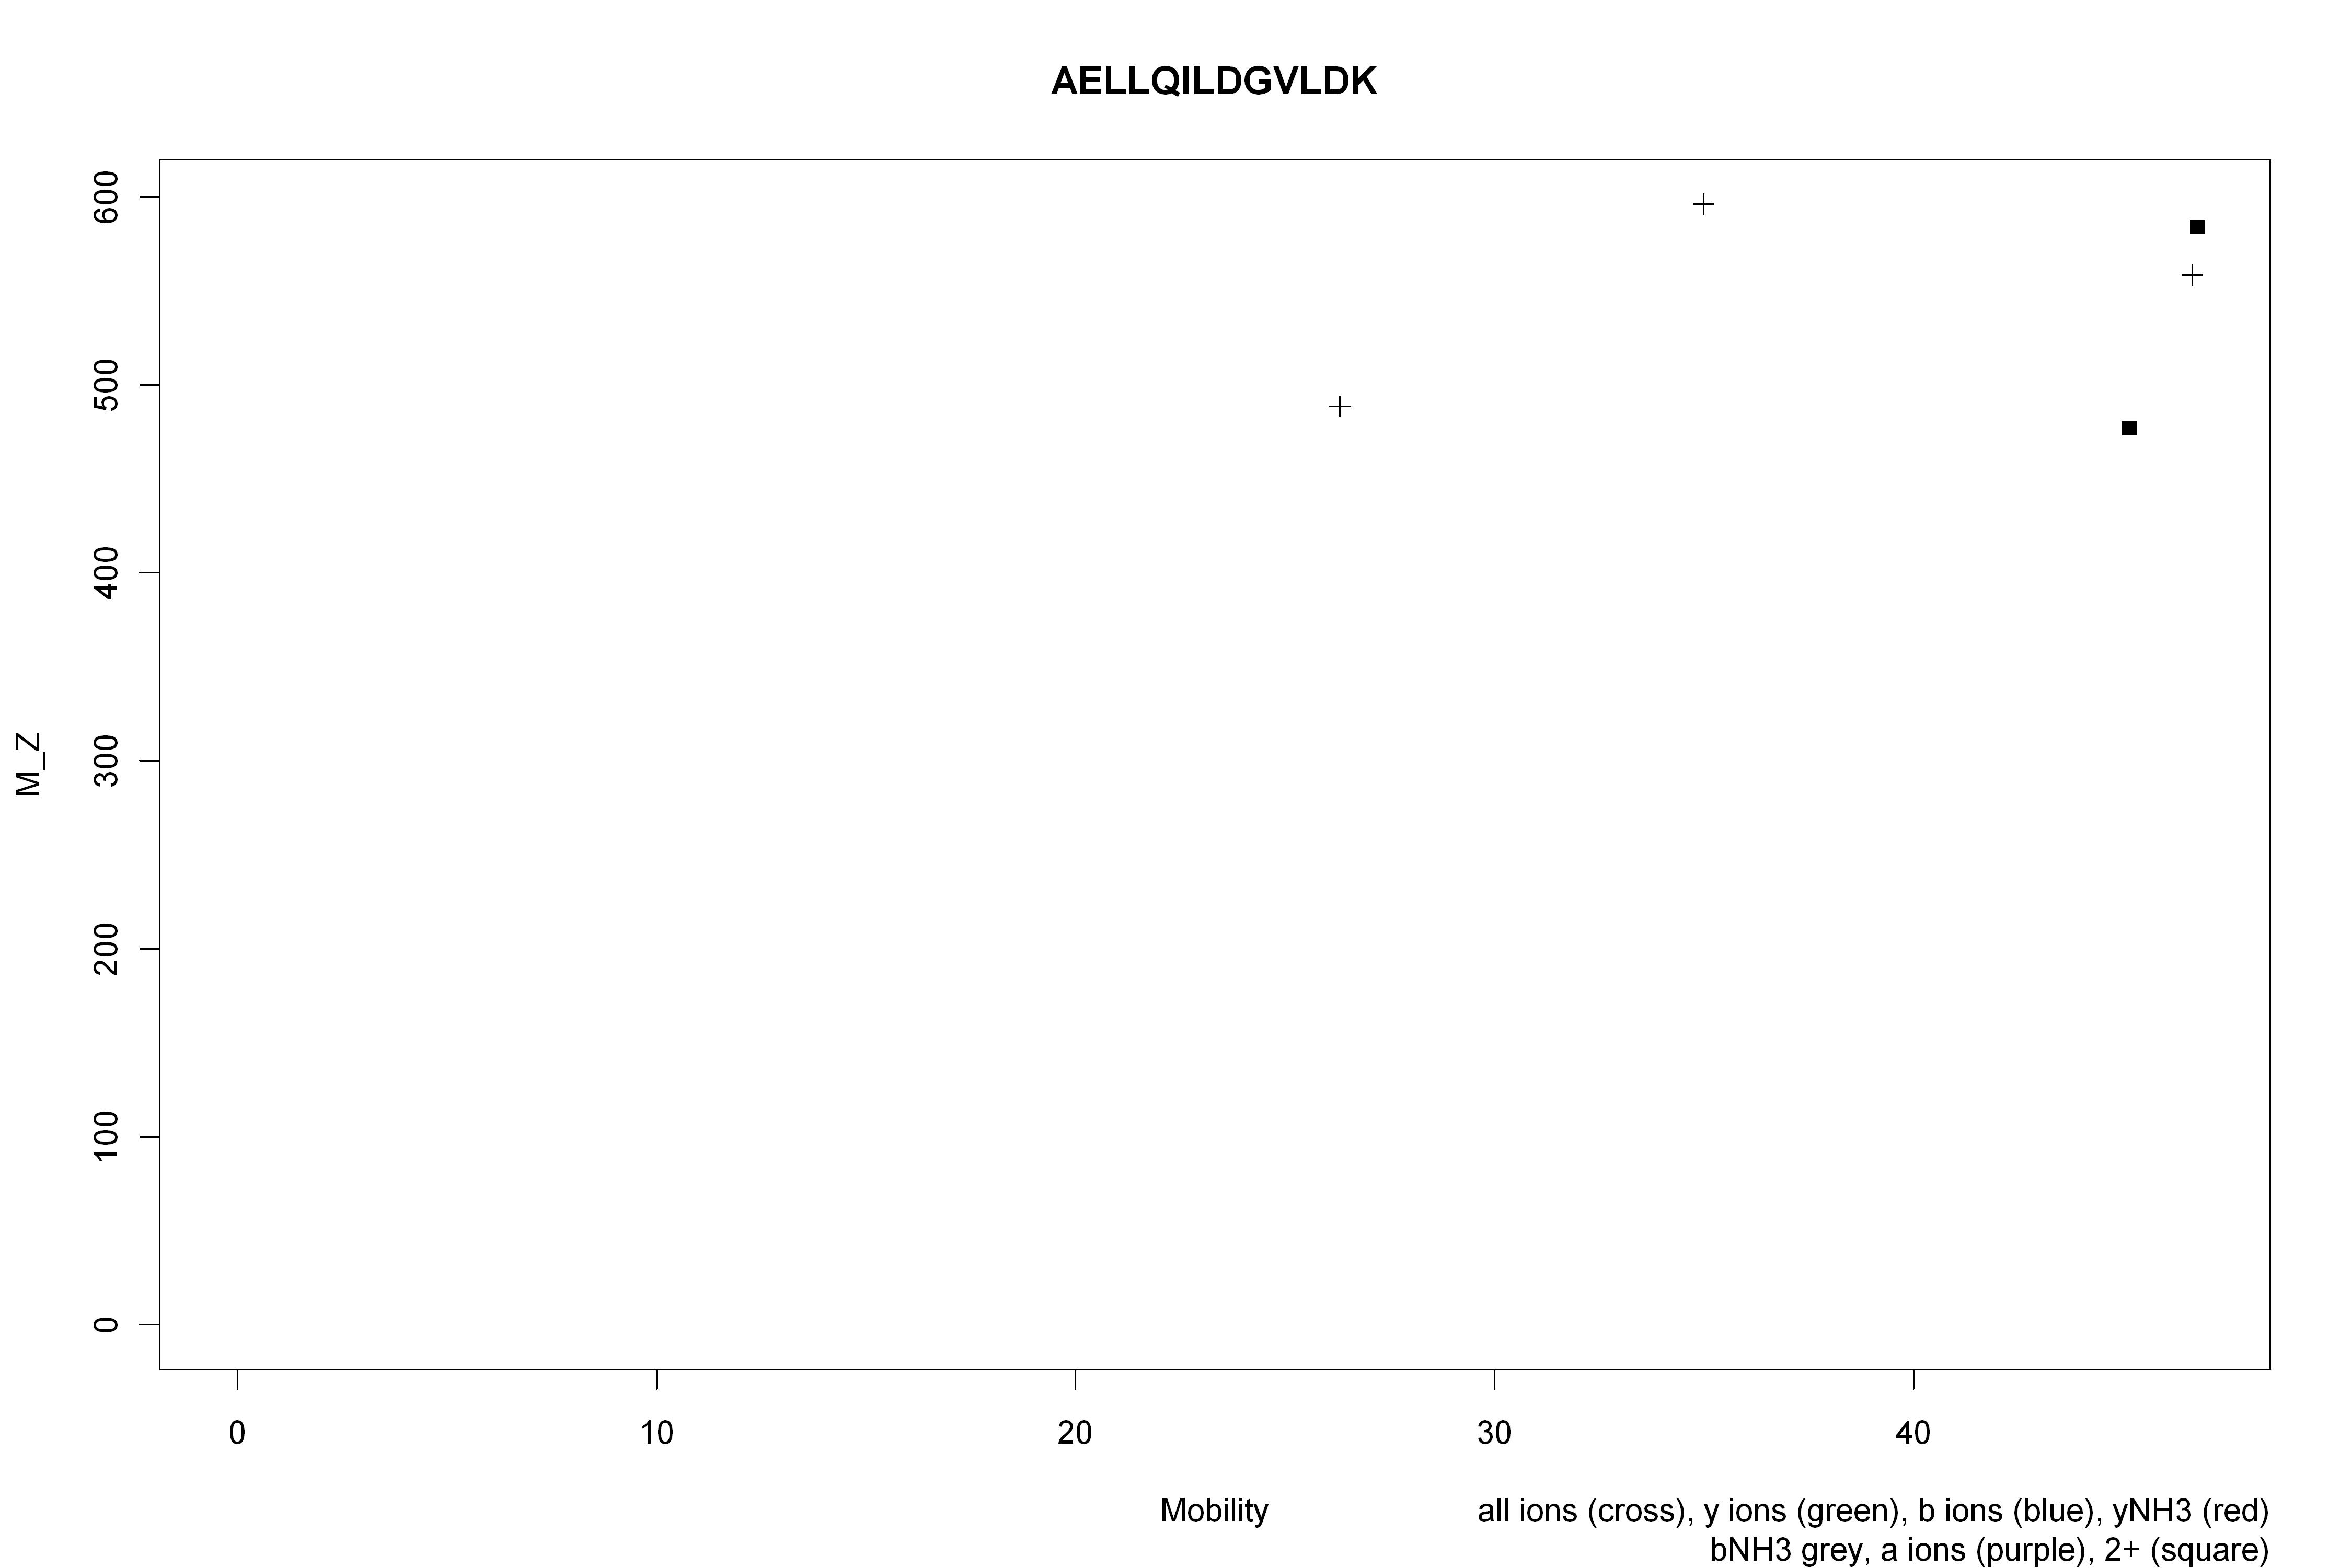 AELLQILDGVLDK
M_Z
600
500
400
300
200
100
0
0 10 20 30 40
Mobility
all ions (cross), y ions (green), b ions (blue), yNH3 (red)
bNH3 grey, a ions (purple), 2+ (square)